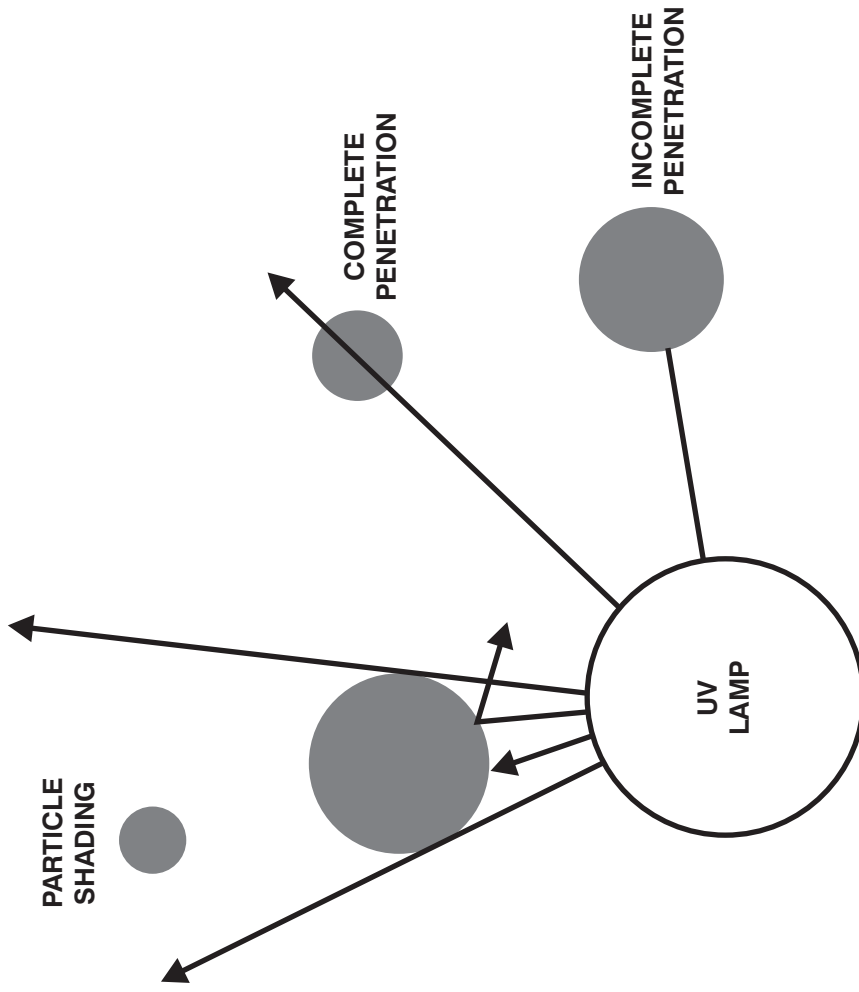 PARTICLE
SHADING
COMPLETE
PENETRATION
INCOMPLETE
PENETRATION
UV
LAMP